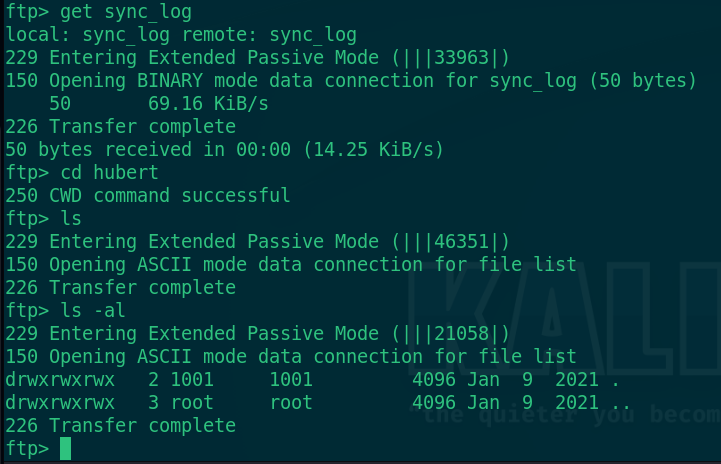 ftp> get sync_log
local: sync_log remote: sync_log
229 Entering Extended Passive Mode (|||33963|)
150 Opening BINARY mode data connection for sync_log (50 bytes)
    50       69.16 KiB/s
226 Transfer complete
50 bytes received in 00:00 (14.25 KiB/s)
ftp> cd hubert
250 CWD command successful
ftp> ls
229 Entering Extended Passive Mode (|||46351|)
150 Opening ASCII mode data connection for file list
226 Transfer complete
ftp> ls -al
229 Entering Extended Passive Mode (|||21058|)
150 Opening ASCII mode data connection for file list
drwxrwxrwx   2 1001     1001         4096 Jan  9  2021 .
drwxrwxrwx   3 root     root         4096 Jan  9  2021 ..
226 Transfer complete
ftp>
KALI
"the quieter you becom